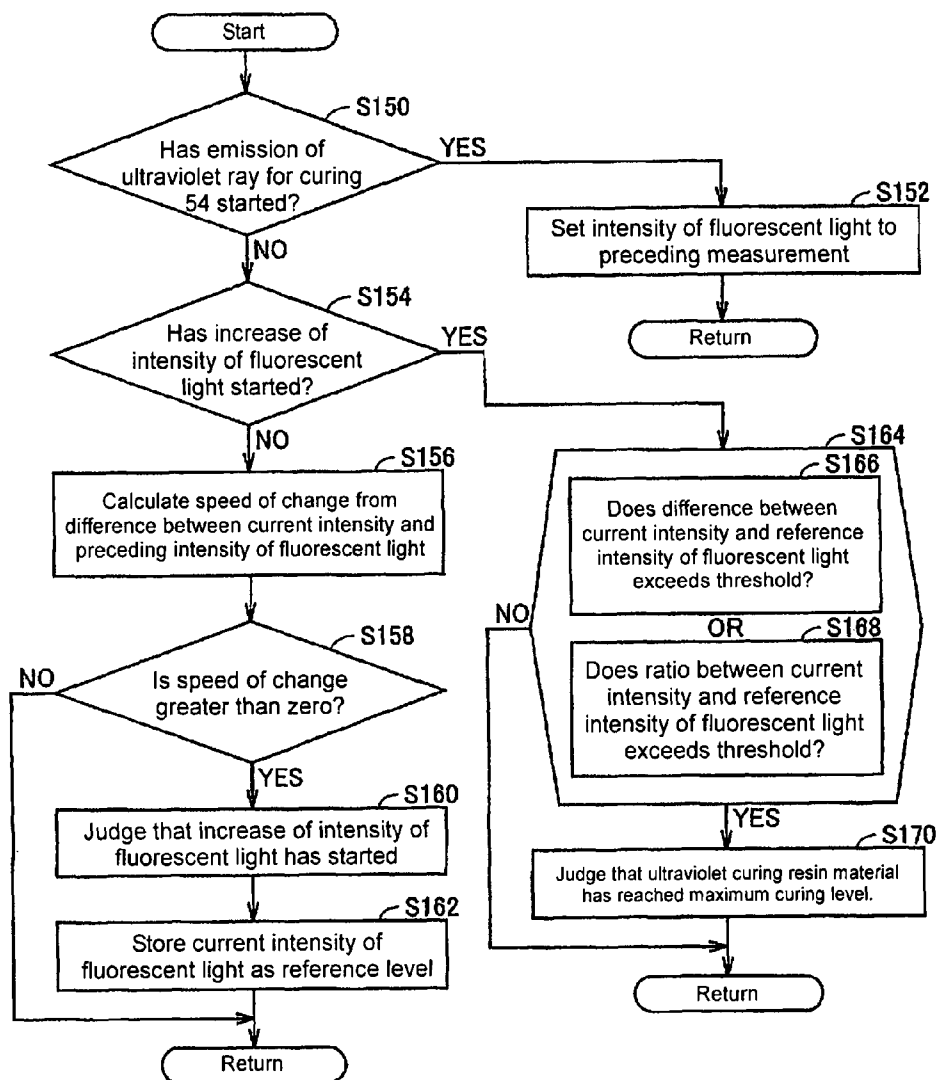 Start
S150
Has emission of
ultraviolet ray for curing
54 started?
YES
NO
S152
Set intensity of fluorescent light to
preceding measurement
Return
S154
Has increase of
intensity of fluorescent
light started?
YES
NO
S156
Calculate speed of change from
difference between current intensity and
preceding intensity of fluorescent light
S158
Is speed of change
greater than zero?
NO
YES
S160
Judge that increase of intensity of
fluorescent light has started
S162
Store current intensity of
fluorescent light as reference level
Return
S164
S166
Does difference between
current intensity and reference
intensity of fluorescent light
exceeds threshold?
NO
OR
S168
Does ratio between current
intensity and reference
intensity of fluorescent light
exceeds threshold?
YES
S170
Judge that ultraviolet curing resin material
has reached maximum curing level.
Return